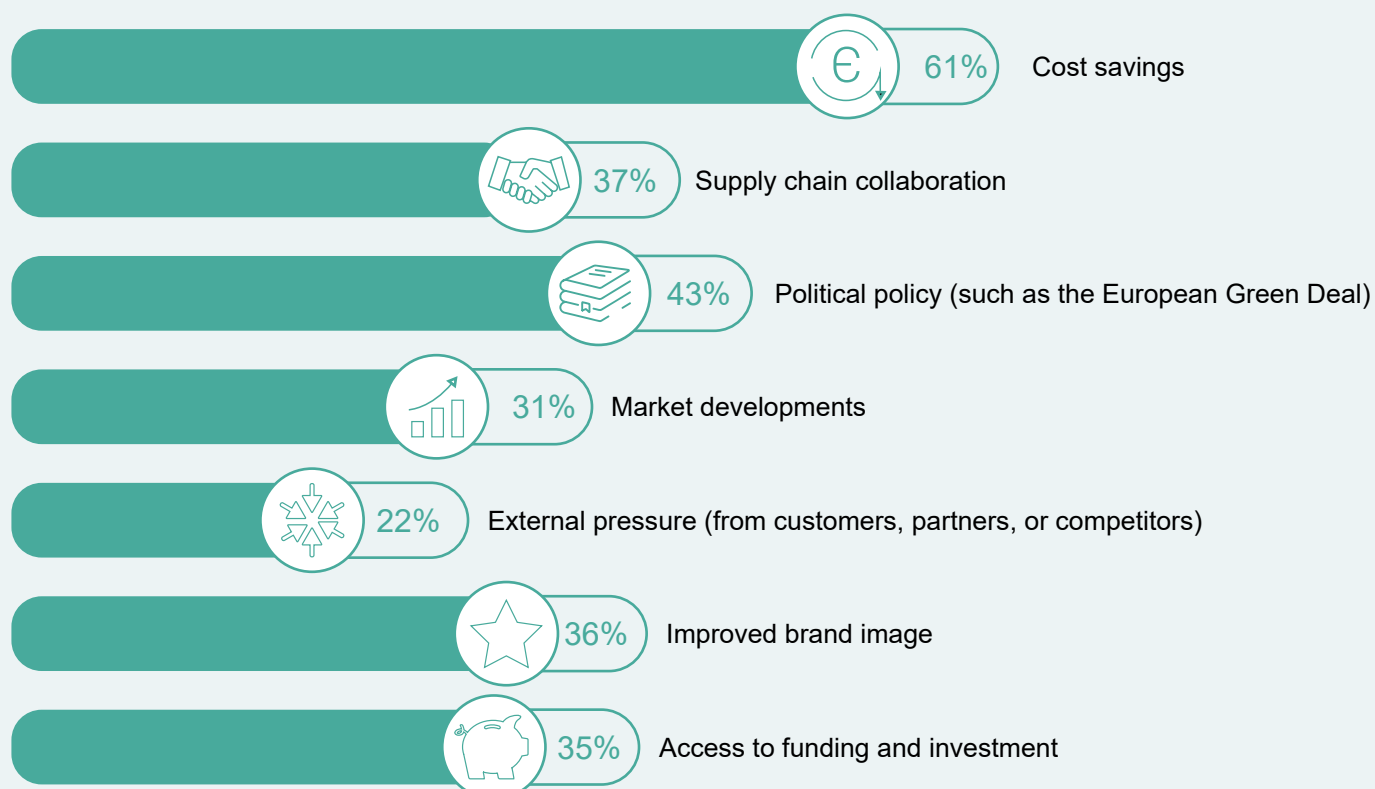 61% Cost savings
37% Supply chain collaboration
43% Political policy (such as the European Green Deal)
31% Market developments
22% External pressure (from customers, partners, or competitors)
36% Improved brand image
35% Access to funding and investment